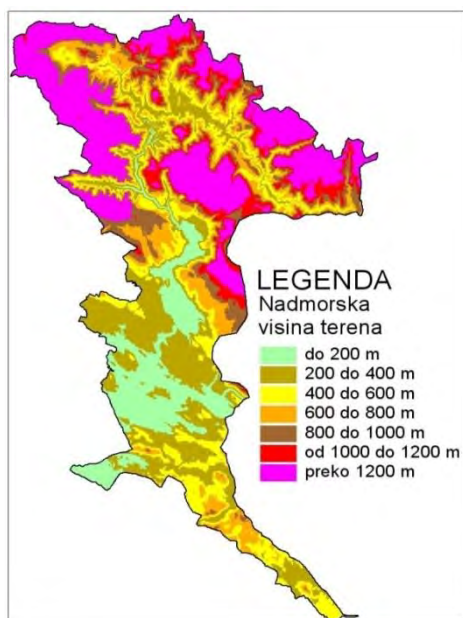 LEGENDA
Nadmorska
visina terena
do 200 m
200 do 400 m
400 do 600 m
600 do 800 m
800 do 1000 m
od 1000 do 1200 m
preko 1200 m